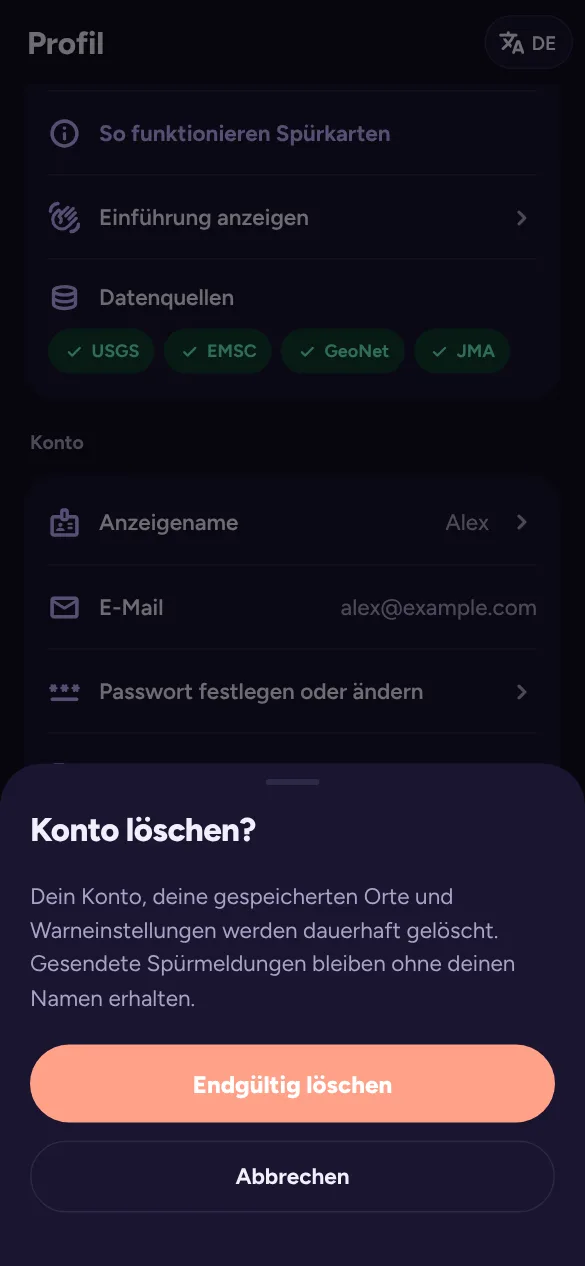 Profil
DE
So funktionieren Spürkarten
Einführung anzeigen
Datenquellen
USGS
EMSC
GeoNet
JMA
Konto
Anzeigename
Alex
E-Mail
alex@example.com
Passwort festlegen oder ändern
Konto löschen?
Dein Konto, deine gespeicherten Orte und
Warneinstellungen werden dauerhaft gelöscht.
Gesendete Spürmeldungen bleiben ohne deinen
Namen erhalten.
Endgültig löschen
Abbrechen